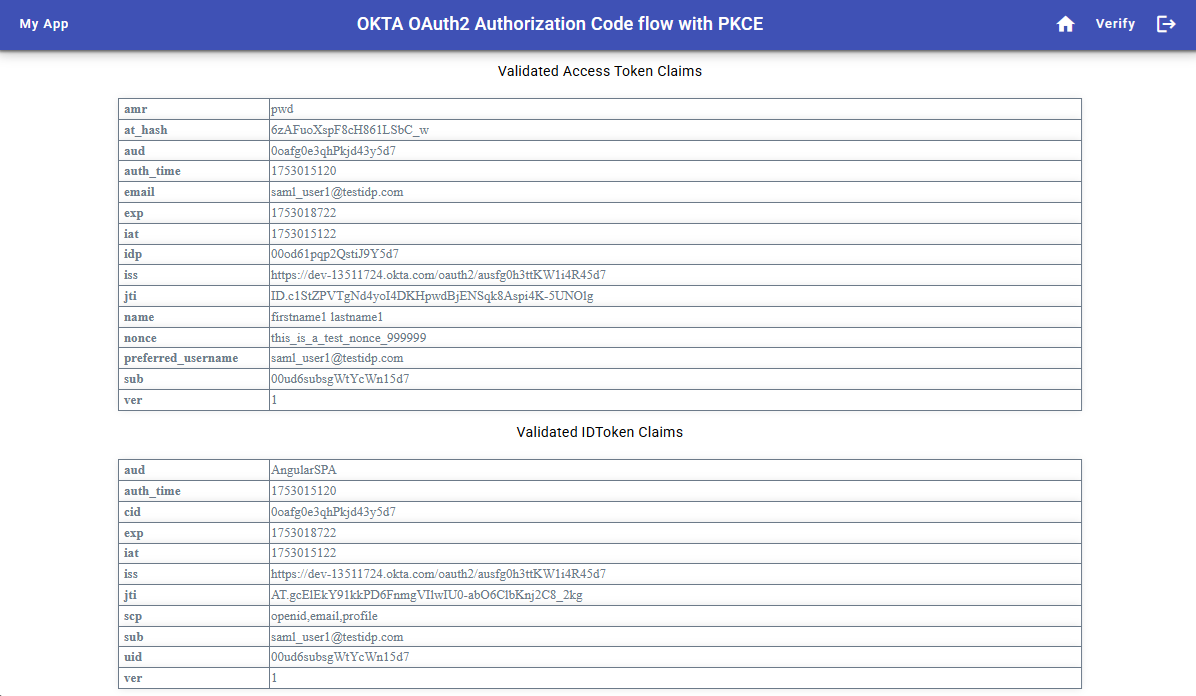 My App OKTA OAuth2 Authorization Code flow with PKCE Verify
Validated Access Token Claims
amr pwd
at_hash 6zAFuoXspF8cH861LSbC_w
aud 0oafg0e3qhPkjd43y5d7
auth_time 1753015120
email saml_user1@testidp.com
exp 1753018722
iat 1753015122
idp 00od61pqp2QstiJ9Y5d7
iss https://dev-13511724.okta.com/oauth2/ausfg0h3ttKW1i4R45d7
jti ID.c1StZPVTgNd4yoI4DKHpwdBjENSqk8Aspi4K-5UNOlg
name firstname1 lastname1
nonce this_is_a_test_nonce_999999
preferred_username saml_user1@testidp.com
sub 00ud6subsgWtYcWn15d7
ver 1
Validated IDToken Claims
aud AngularSPA
auth_time 1753015120
cid 0oafg0e3qhPkjd43y5d7
exp 1753018722
iat 1753015122
iss https://dev-13511724.okta.com/oauth2/ausfg0h3ttKW1i4R45d7
jti AT.gcElEkY91kkPD6FnmgVIlwIU0-abO6ClbKnj2C8_2kg
scp openid,email,profile
sub saml_user1@testidp.com
uid 00ud6subsgWtYcWn15d7
ver 1